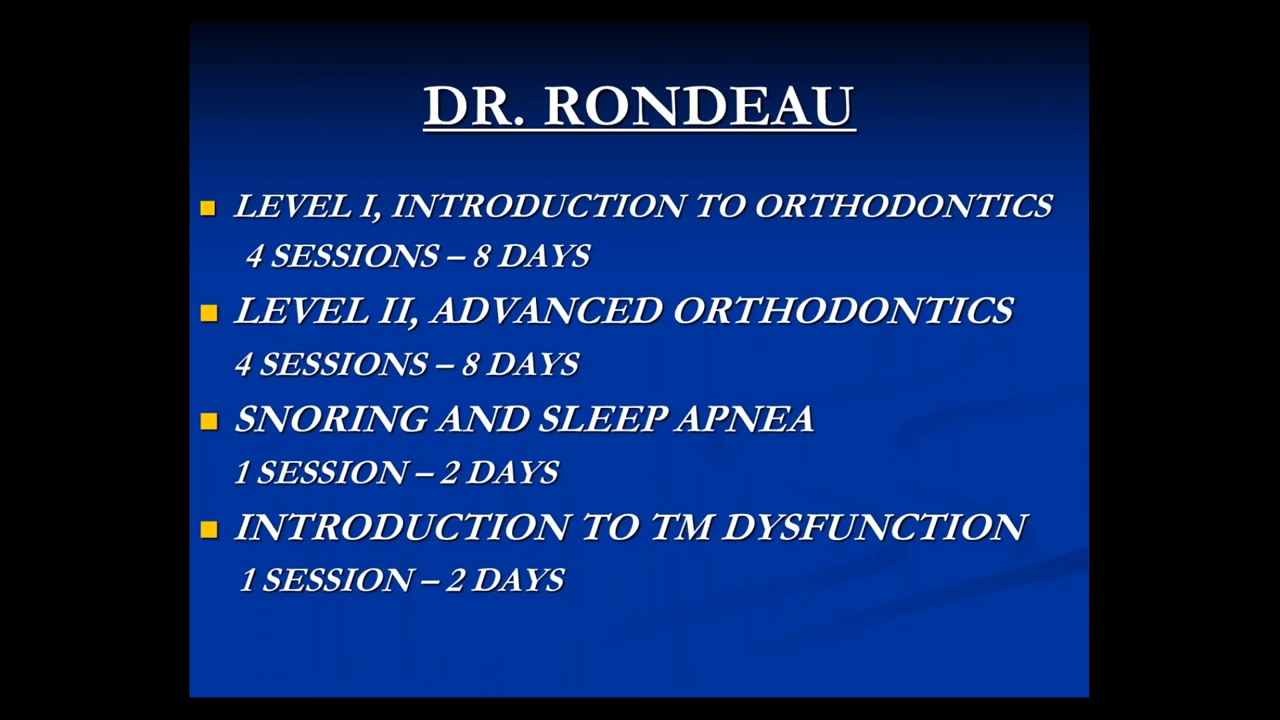 DR. RONDEAU
LEVEL I, INTRODUCTION TO ORTHODONTICS
4 SESSIONS – 8 DAYS
LEVEL II, ADVANCED ORTHODONTICS
4 SESSIONS – 8 DAYS
SNORING AND SLEEP APNEA
1 SESSION – 2 DAYS
INTRODUCTION TO TM DYSFUNCTION
1 SESSION – 2 DAYS